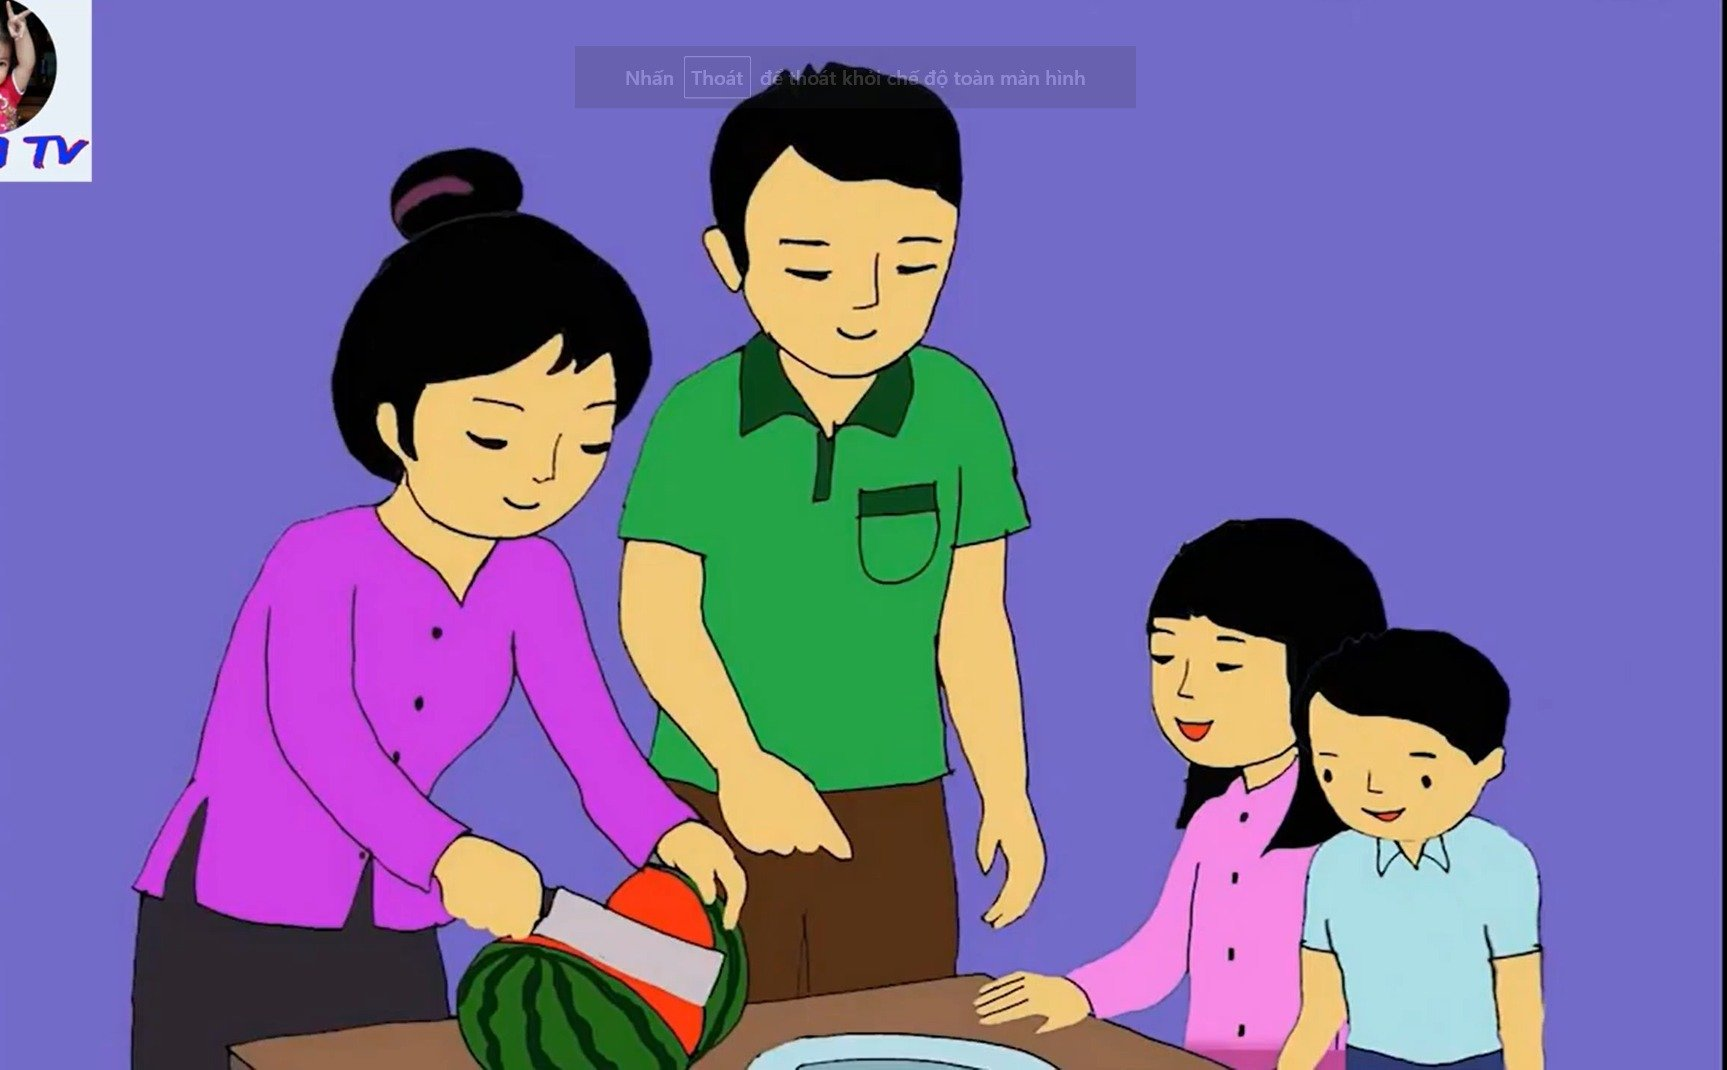 Nhấn Thoát để thoát khỏi chế độ toàn màn hình
TV